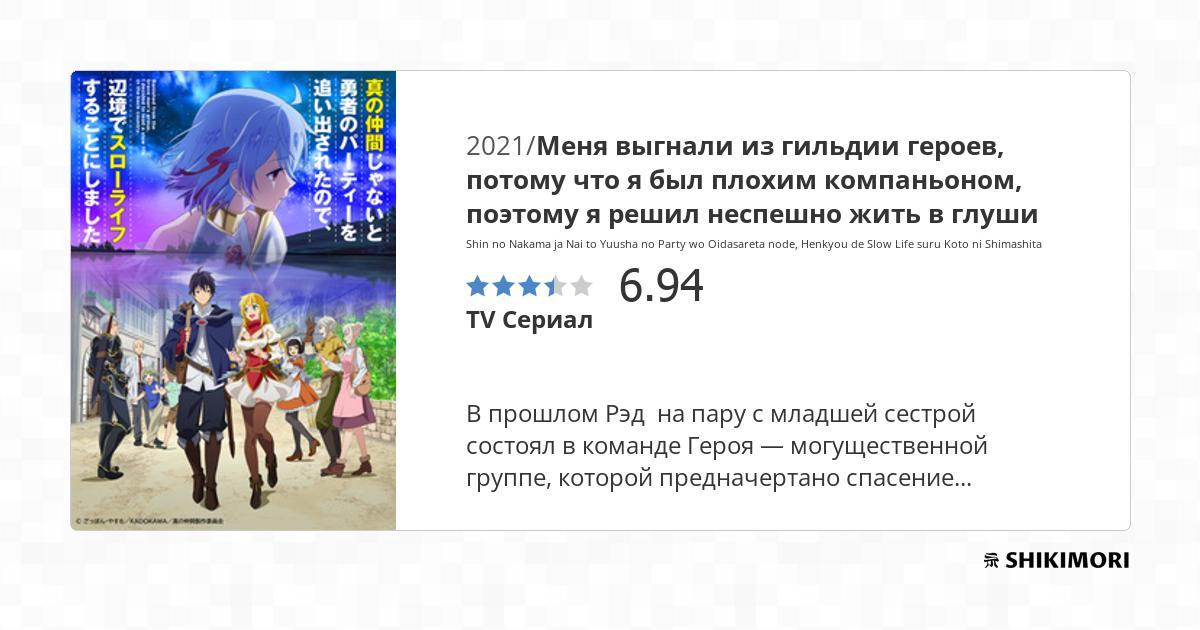 真の仲間じゃないと
勇者のパーティーを
追い出されたので、
辺境でスローライフ
することにしました
2021/Меня выгнали из гильдии героев,
потому что я был плохим компаньоном,
поэтому я решил неспешно жить в глуши
Shin no Nakama ja Nai to Yuusha no Party wo Oidasareta node, Henkyou de Slow Life suru Koto ni Shimashita
6.94
TV Сериал
В прошлом Рэд на пару с младшей сестрой
состоял в команде Героя — могущественной
группе, которой предначертано спасение...
© ざっぽん・やすも/KADOKAWA/真の仲間製作委員会
SHIKIMORI